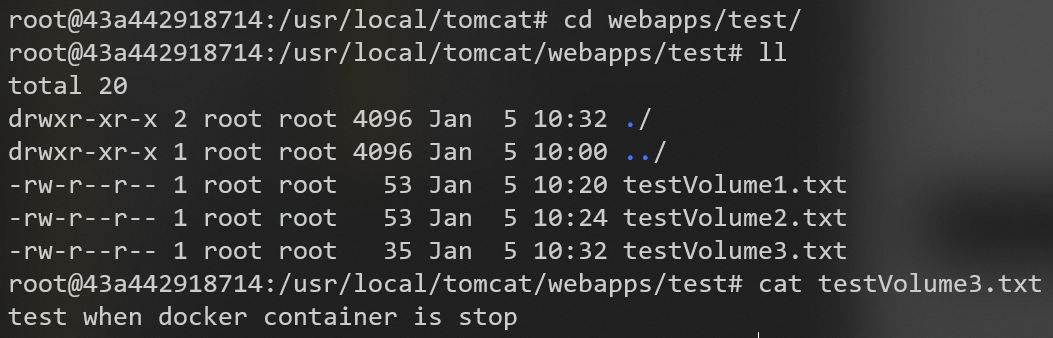 root@43a442918714:/usr/local/tomcat# cd webapps/test/
root@43a442918714:/usr/local/tomcat/webapps/test# ll
total 20
drwxr-xr-x 2 root root 4096 Jan  5 10:32 ./
drwxr-xr-x 1 root root 4096 Jan  5 10:00 ../
-rw-r--r-- 1 root root   53 Jan  5 10:20 testVolume1.txt
-rw-r--r-- 1 root root   53 Jan  5 10:24 testVolume2.txt
-rw-r--r-- 1 root root   35 Jan  5 10:32 testVolume3.txt
root@43a442918714:/usr/local/tomcat/webapps/test# cat testVolume3.txt
test when docker container is stop